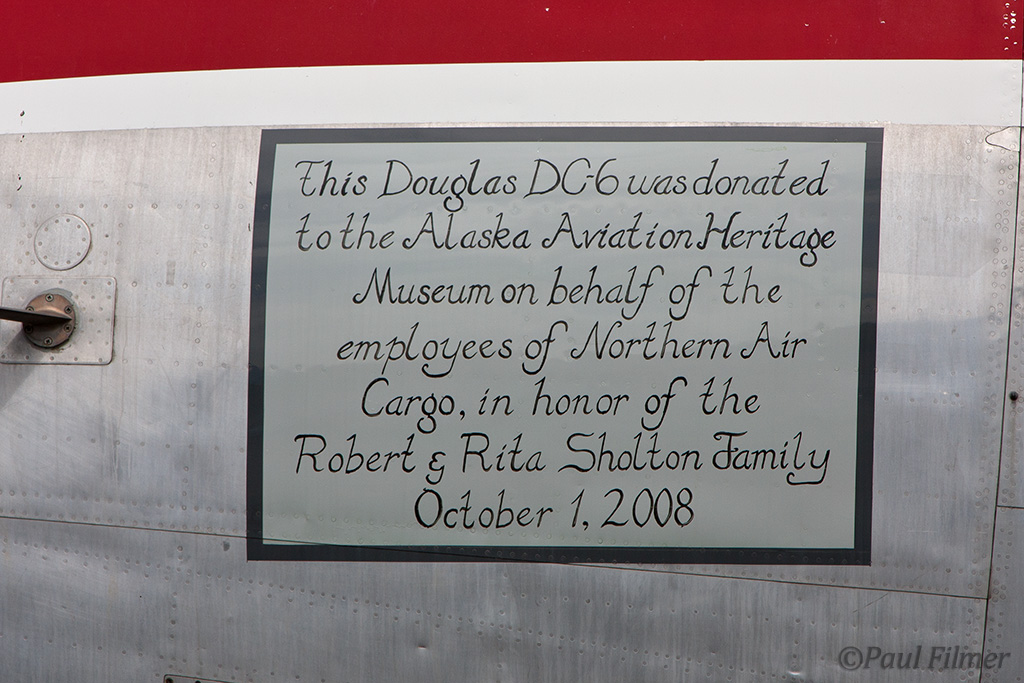 This Douglas DC-6 was donated
to the Alaska Aviation Heritage
Museum on behalf of the
employees of Northern Air
Cargo, in honor of the
Robert & Rita Sholton Family
October 1, 2008
©Paul Filmer